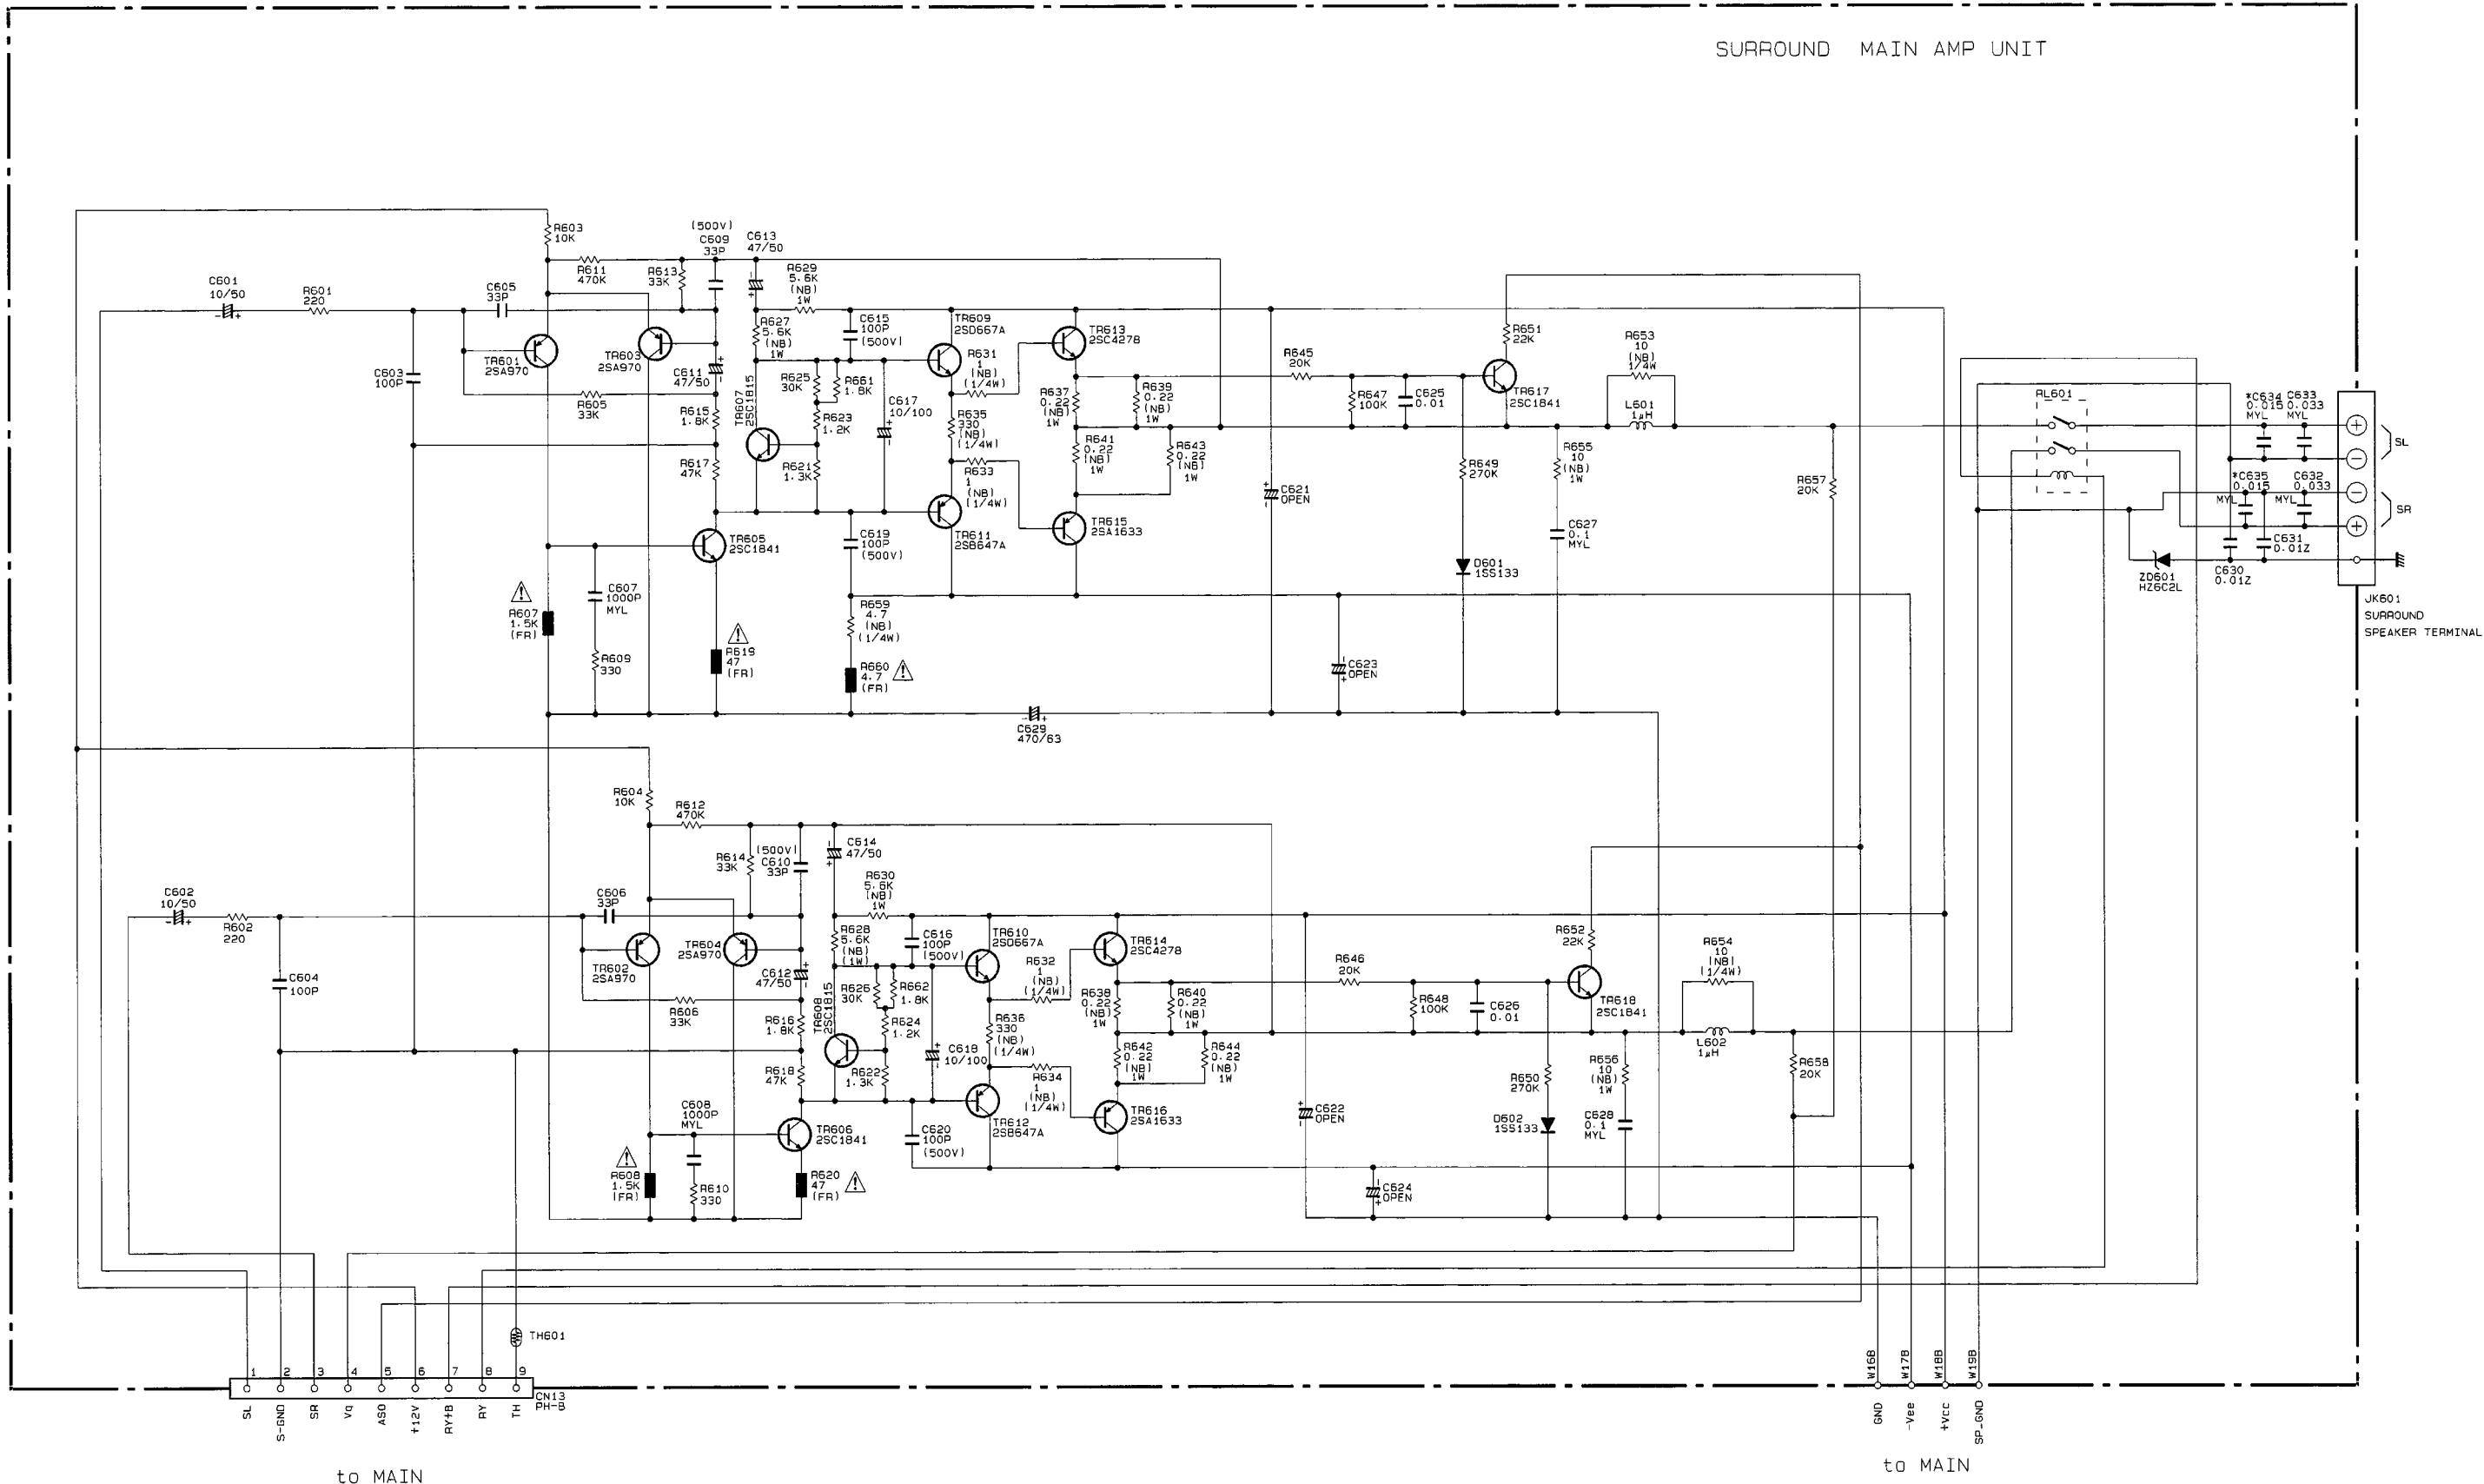 SURROUND MAIN AMP UNIT
R603
10K
C601
10/50
R601
220
C605
33P
R611
470K
R613
33K
(500V)
C609
33P
C613
47/50
R629
5.6K
(NB)
1W
R627
5.6K
(NB)
1W
C615
100P
(500V)
TR609
2SD667A
TR613
2SC4278
R631
1
(NB)
(1/4W)
TR601
2SA970
TR603
2SA970
C603
100P
C611
47/50
R605
33K
R615
1.8K
TR607
2SC1815
R625
30K
R661
1.8K
R623
1.2K
C617
10/100
R635
330
(NB)
(1/4W)
R617
47K
R621
1.3K
R633
1
(NB)
(1/4W)
R637
0.22
(NB)
1W
R639
0.22
(NB)
1W
R641
0.22
(NB)
1W
R643
0.22
(NB)
1W
R645
20K
R647
100K
C625
0.01
R651
22K
TR617
2SC1841
R653
10
(NB)
1/4W
L601
1μH
R649
270K
R655
10
(NB)
1W
R657
20K
C621
OPEN
C627
0.1
MYL
D601
1SS133
TR605
2SC1841
C619
100P
(500V)
TR611
2SB647A
TR615
2SA1633
R607
1.5K
(FR)
C607
1000P
MYL
R609
330
R619
47
(FR)
R659
4.7
(NB)
(1/4W)
R660
4.7
(FR)
C623
OPEN
C629
470/63
RL601
*C634
0.015
MYL
C633
0.033
MYL
*C635
0.015
MYL
C632
0.033
MYL
C631
0.01Z
C630
0.01Z
ZD601
HZ6C2L
SL
SR
JK601
SURROUND
SPEAKER TERMINAL
R604
10K
R612
470K
R614
33K
(500V)
C610
33P
C614
47/50
R630
5.6K
(NB)
1W
C602
10/50
R602
220
C606
33P
C604
100P
TR602
2SA970
TR604
2SA970
R628
5.6K
(NB)
(1W)
C616
100P
(500V)
TR610
2SD667A
TR614
2SC4278
R632
1
(NB)
(1/4W)
C612
47/50
R606
33K
R616
1.8K
TR608
2SC1815
R626
30K
R662
1.8K
R624
1.2K
C618
10/100
R636
330
(NB)
(1/4W)
R618
47K
R622
1.3K
R634
1
(NB)
(1/4W)
R638
0.22
(NB)
1W
R640
0.22
(NB)
1W
R642
0.22
(NB)
1W
R644
0.22
(NB)
1W
R646
20K
R648
100K
C626
0.01
R652
22K
TR618
2SC1841
R654
10
(NB)
(1/4W)
L602
1μH
R650
270K
R656
10
(NB)
1W
R658
20K
C622
OPEN
D602
1SS133
C628
0.1
MYL
C608
1000P
MYL
TR606
2SC1841
C620
100P
(500V)
TR612
2SB647A
TR616
2SA1633
R608
1.5K
(FR)
R610
330
R620
47
(FR)
C624
OPEN
TH601
1 2 3 4 5 6 7 8 9
CN13
PH-B
SL
S-GND
SR
Vq
ASO
+12V
RY+B
RY
TH
W16B
W17B
W18B
W19B
GND
-Vee
+Vcc
SP_GND
to MAIN
to MAIN